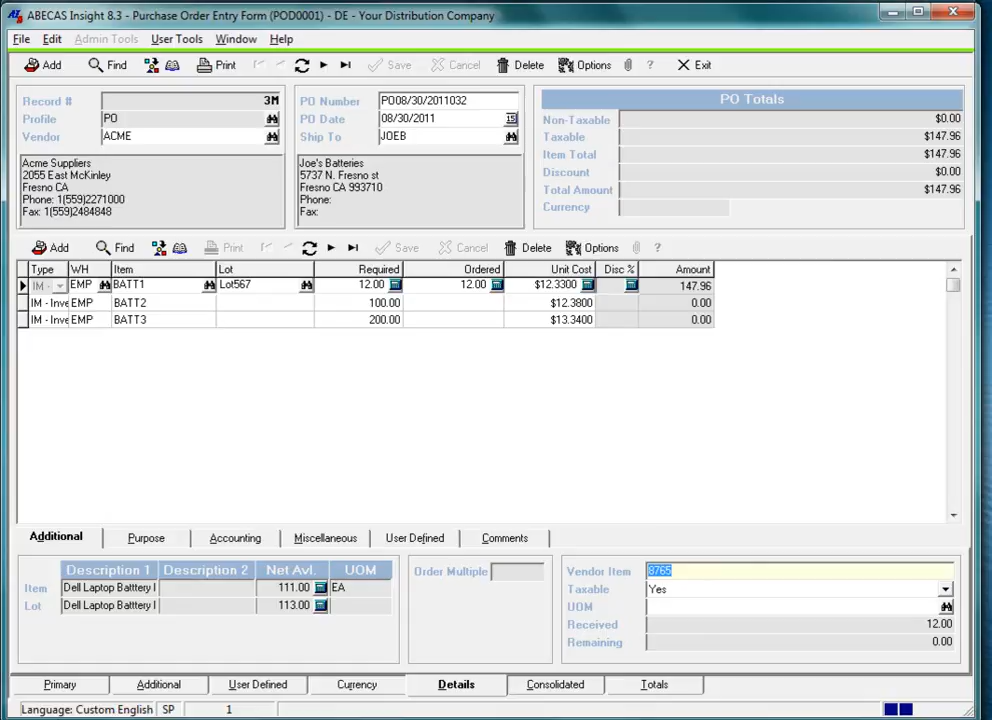 ABECAS Insight 8.3 - Purchase Order Entry Form (POD0001) - DE - Your Distribution Company
File Edit Admin Tools User Tools Window Help
Add Find Print Save Cancel Delete Options ? Exit
Record # 3M
Profile PO
Vendor ACME
Acme Suppliers
2055 East McKinley
Fresno CA
Phone: 1(559)2271000
Fax: 1(559)2484848
PO Number PO08/30/2011032
PO Date 08/30/2011 15
Ship To JOEB
Joe's Batteries
5737 N. Fresno st
Fresno CA 993710
Phone:
Fax:
PO Totals
Non-Taxable $0.00
Taxable $147.96
Item Total $147.96
Discount $0.00
Total Amount $147.96
Currency
Add Find Print Save Cancel Delete Options ?
Type WH Item Lot Required Ordered Unit Cost Disc % Amount
IM - EMP BATT1 Lot567 12.00 12.00 $12.3300 147.96
IM - Inve EMP BATT2 100.00 $12.3800 0.00
IM - Inve EMP BATT3 200.00 $13.3400 0.00
Additional Purpose Accounting Miscellaneous User Defined Comments
Description 1 Description 2 Net Avl. UOM
Item Dell Laptop Batttery I 111.00 EA
Lot Dell Laptop Batttery I 113.00
Order Multiple
Vendor Item 8765
Taxable Yes
UOM
Received 12.00
Remaining 0.00
Primary Additional User Defined Currency Details Consolidated Totals
Language: Custom English SP 1